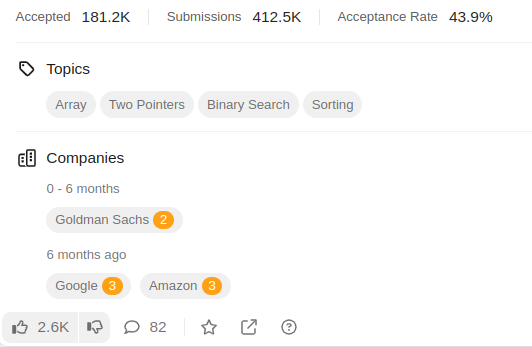 Accepted 181.2K Submissions 412.5K Acceptance Rate 43.9%
Topics
Array Two Pointers Binary Search Sorting
Companies
0 - 6 months
Goldman Sachs 2
6 months ago
Google 3 Amazon 3
2.6K 82